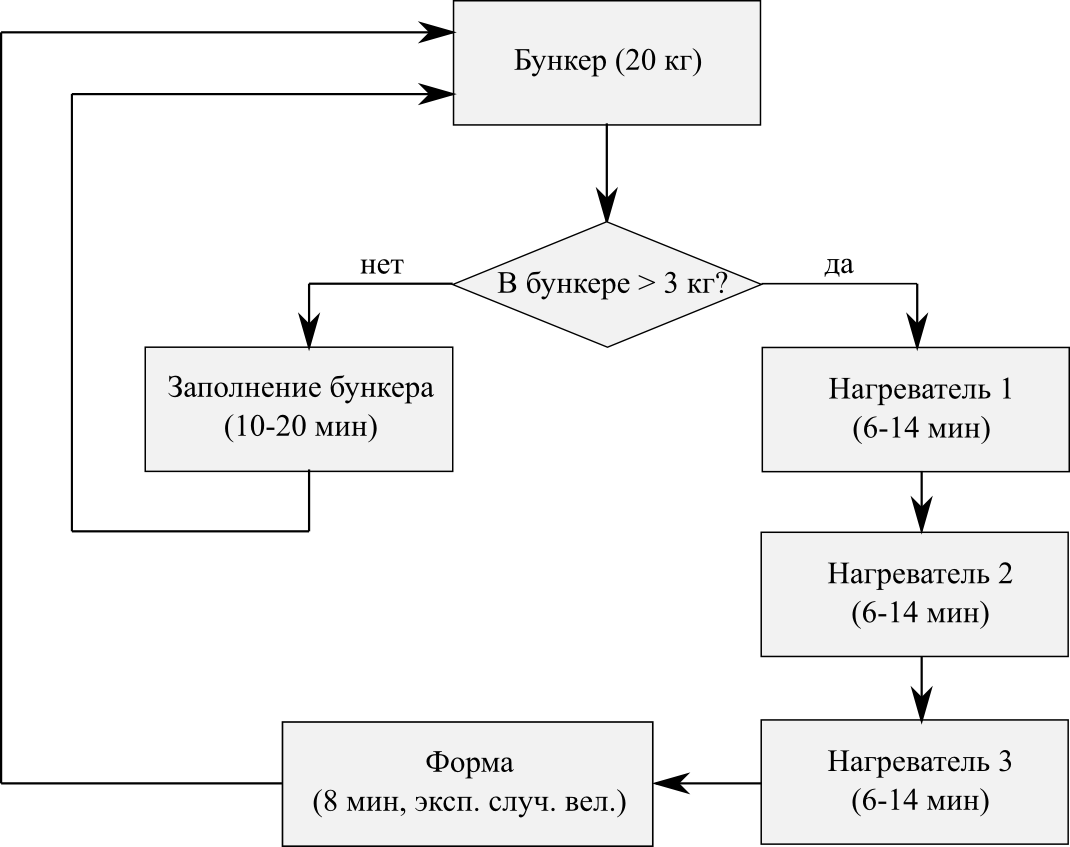 Бункер (20 кг)
В бункере > 3 кг?
нет
да
Заполнение бункера
(10-20 мин)
Нагреватель 1
(6-14 мин)
Нагреватель 2
(6-14 мин)
Нагреватель 3
(6-14 мин)
Форма
(8 мин, эксп. случ. вел.)